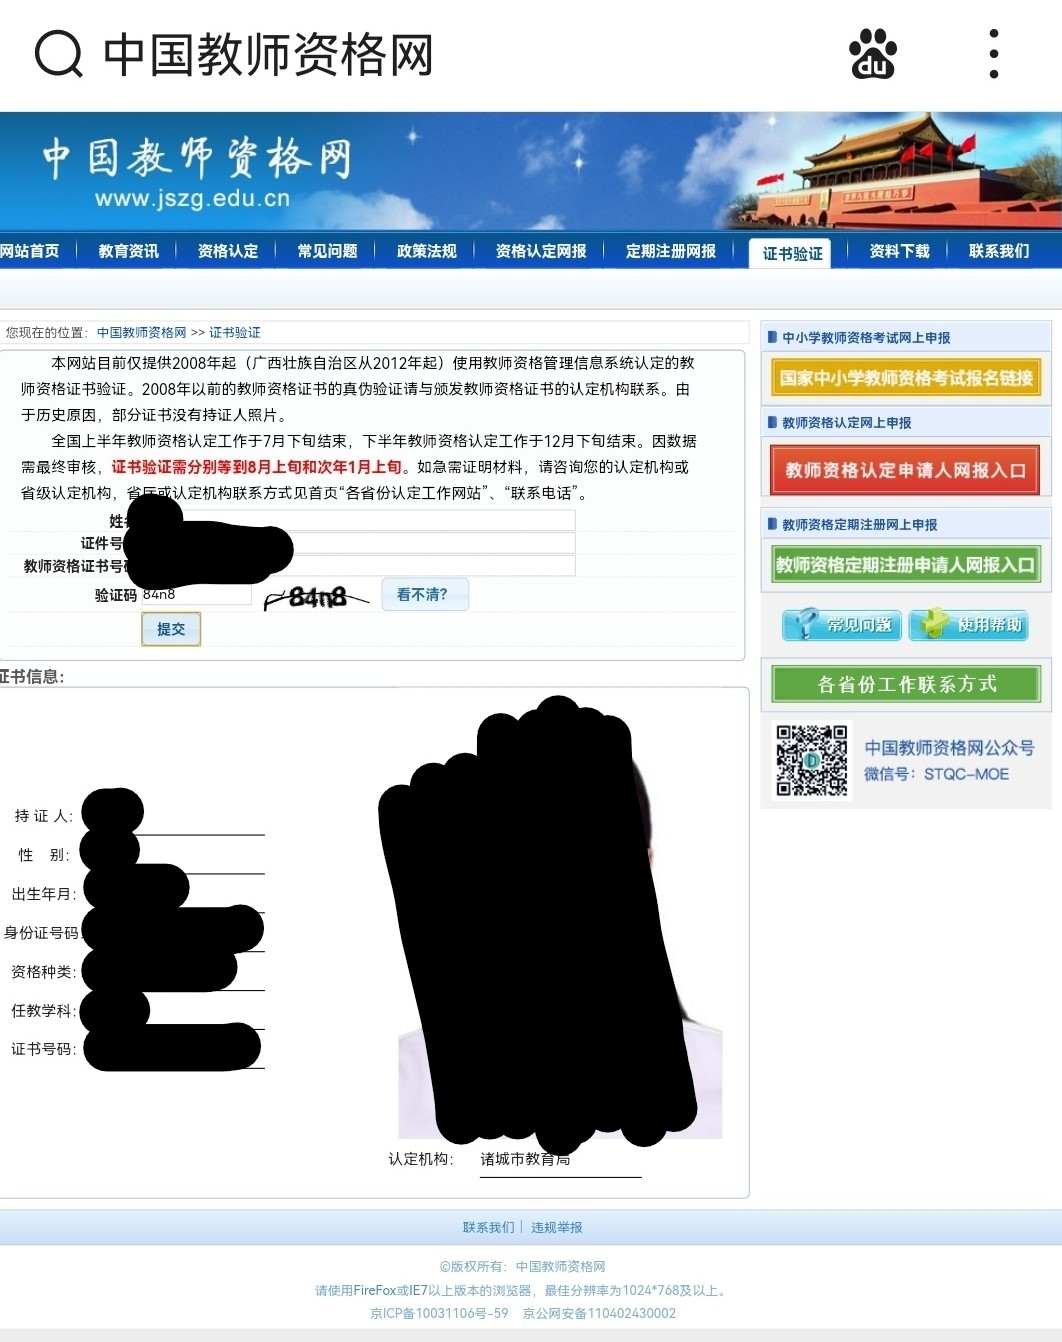 中国教师资格网
du
中国教师资格网
www.jszg.edu.cn
网站首页 教育资讯 资格认定 常见问题 政策法规 资格认定网报 定期注册网报 证书验证 资料下载 联系我们
您现在的位置：中国教师资格网 >> 证书验证
本网站目前仅提供2008年起（广西壮族自治区从2012年起）使用教师资格管理信息系统认定的教
师资格证书验证。2008年以前的教师资格证书的真伪验证请与颁发教师资格证书的认定机构联系。由
于历史原因，部分证书没有持证人照片。
全国上半年教师资格认定工作于7月下旬结束，下半年教师资格认定工作于12月下旬结束。因数据
需最终审核，证书验证需分别等到8月上旬和次年1月上旬。如急需证明材料，请咨询您的认定机构或
省级认定机构，省厅或认定机构联系方式见首页“各省份认定工作网站”、“联系电话”。
姓
证件号
教师资格证书号码
验证码 84n8 84n8 看不清?
提交
证书信息:
持 证 人:
性 别:
出生年月:
身份证号码:
资格种类:
任教学科:
证书号码:
认定机构: 诸城市教育局
中小学教师资格考试网上申报
国家中小学教师资格考试报名链接
教师资格认定网上申报
教师资格认定申请人网报入口
教师资格定期注册网上申报
教师资格定期注册申请人网报入口
常见问题 使用帮助
各省份工作联系方式
中国教师资格网公众号
微信号：STQC-MOE
联系我们 | 违规举报
©版权所有：中国教师资格网
请使用FireFox或IE7以上版本的浏览器，最佳分辨率为1024*768及以上。
京ICP备10031106号-59 京公网安备110402430002